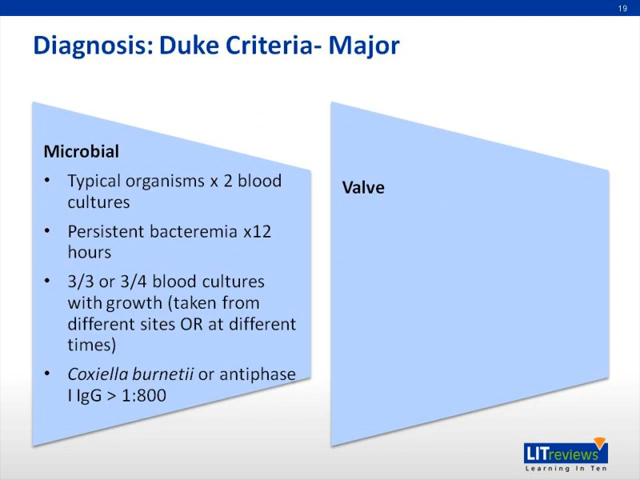 19
Diagnosis: Duke Criteria- Major
Microbial
• Typical organisms x 2 blood
cultures
• Persistent bacteremia x12
hours
• 3/3 or 3/4 blood cultures
with growth (taken from
different sites OR at different
times)
• Coxiella burnetii or antiphase
I IgG > 1:800
Valve
LITreviews
Learning In Ten